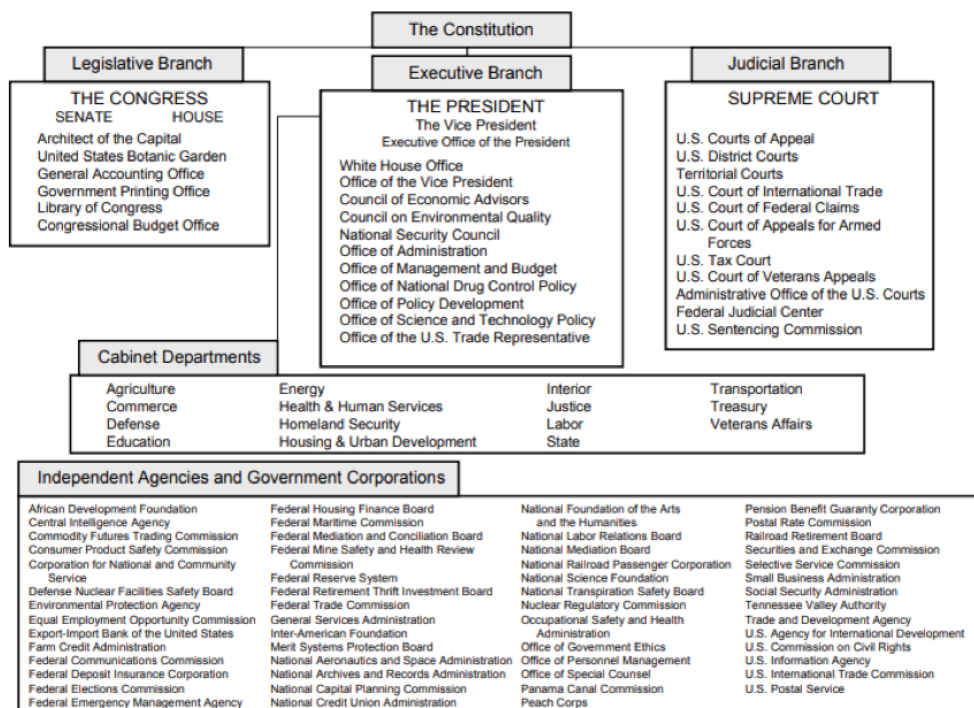 The Constitution
Legislative Branch
THE CONGRESS
SENATE HOUSE
Architect of the Capital
United States Botanic Garden
General Accounting Office
Government Printing Office
Library of Congress
Congressional Budget Office
Executive Branch
THE PRESIDENT
The Vice President
Executive Office of the President
White House Office
Office of the Vice President
Council of Economic Advisors
Council on Environmental Quality
National Security Council
Office of Administration
Office of Management and Budget
Office of National Drug Control Policy
Office of Policy Development
Office of Science and Technology Policy
Office of the U.S. Trade Representative
Judicial Branch
SUPREME COURT
U.S. Courts of Appeal
U.S. District Courts
Territorial Courts
U.S. Court of International Trade
U.S. Court of Federal Claims
U.S. Court of Appeals for Armed
Forces
U.S. Tax Court
U.S. Court of Veterans Appeals
Administrative Office of the U.S. Courts
Federal Judicial Center
U.S. Sentencing Commission
Cabinet Departments
Agriculture
Commerce
Defense
Education
Energy
Health & Human Services
Homeland Security
Housing & Urban Development
Interior
Justice
Labor
State
Transportation
Treasury
Veterans Affairs
Independent Agencies and Government Corporations
African Development Foundation
Central Intelligence Agency
Commodity Futures Trading Commission
Consumer Product Safety Commission
Corporation for National and Community
Service
Defense Nuclear Facilities Safety Board
Environmental Protection Agency
Equal Employment Opportunity Commission
Export-Import Bank of the United States
Farm Credit Administration
Federal Communications Commission
Federal Deposit Insurance Corporation
Federal Elections Commission
Federal Emergency Management Agency
Federal Housing Finance Board
Federal Maritime Commission
Federal Mediation and Conciliation Board
Federal Mine Safety and Health Review
Commission
Federal Reserve System
Federal Retirement Thrift Investment Board
Federal Trade Commission
General Services Administration
Inter-American Foundation
Merit Systems Protection Board
National Aeronautics and Space Administration
National Archives and Records Administration
National Capital Planning Commission
National Credit Union Administration
National Foundation of the Arts
and the Humanities
National Labor Relations Board
National Mediation Board
National Railroad Passenger Corporation
National Science Foundation
National Transpiration Safety Board
Nuclear Regulatory Commission
Occupational Safety and Health
Administration
Office of Government Ethics
Office of Personnel Management
Office of Special Counsel
Panama Canal Commission
Peach Corps
Pension Benefit Guaranty Corporation
Postal Rate Commission
Railroad Retirement Board
Securities and Exchange Commission
Selective Service Commission
Small Business Administration
Social Security Administration
Tennessee Valley Authority
Trade and Development Agency
U.S. Agency for International Development
U.S. Commission on Civil Rights
U.S. Information Agency
U.S. International Trade Commission
U.S. Postal Service